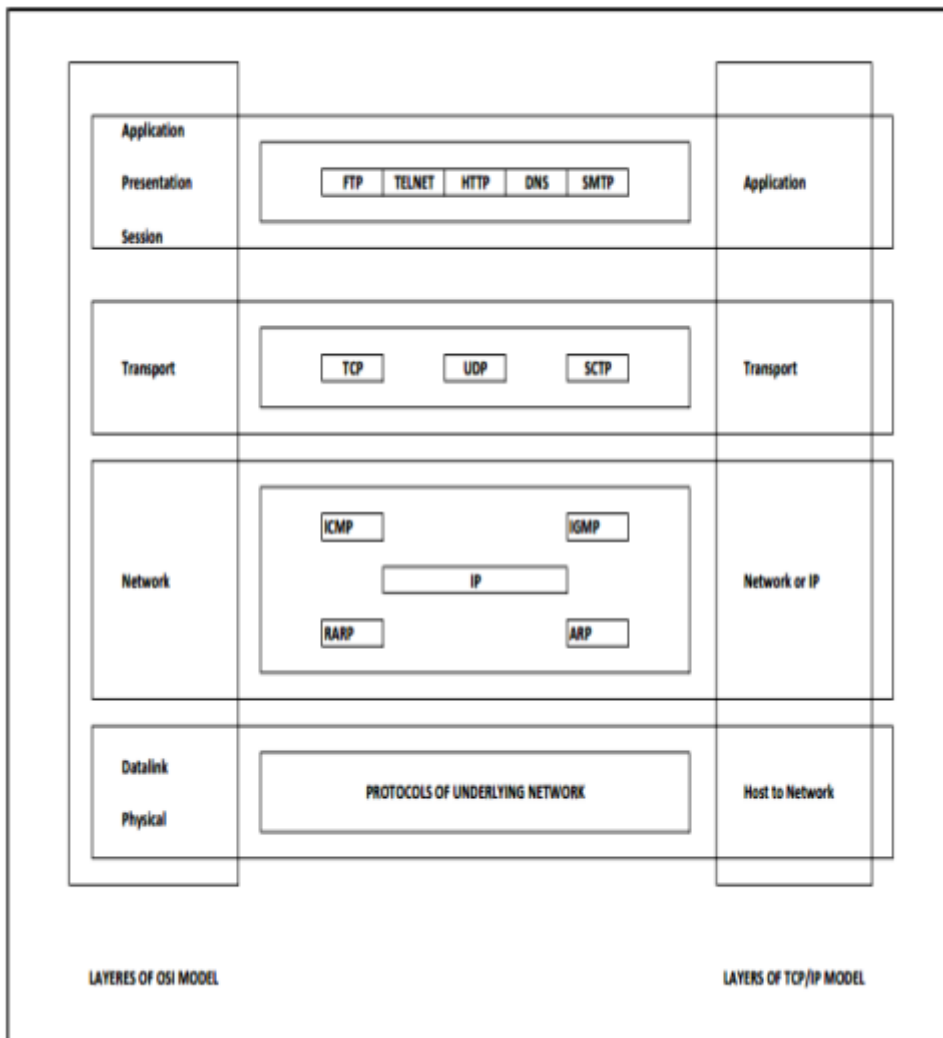 Application
Presentation
Session
FTP TELNET HTTP DNS SMTP
Application
Transport
TCP UDP SCTP
Transport
Network
ICMP IGMP
IP
RARP ARP
Network or IP
Datalink
Physical
PROTOCOLS OF UNDERLYING NETWORK
Host to Network
LAYERES OF OSI MODEL
LAYERS OF TCP/IP MODEL